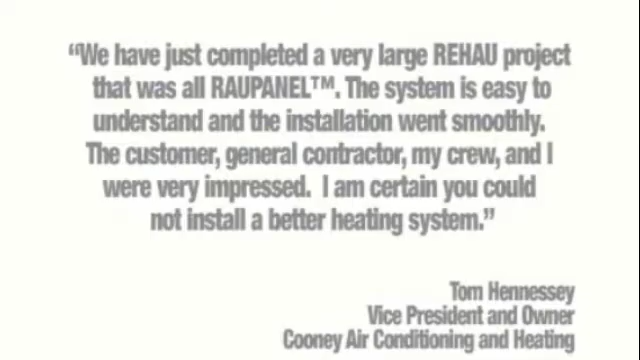 “We have just completed a very large REHAU project
that was all RAUPANEL™. The system is easy to
understand and the installation went smoothly.
The customer, general contractor, my crew, and I
were very impressed. I am certain you could
not install a better heating system.”
Tom Hennessey
Vice President and Owner
Cooney Air Conditioning and Heating